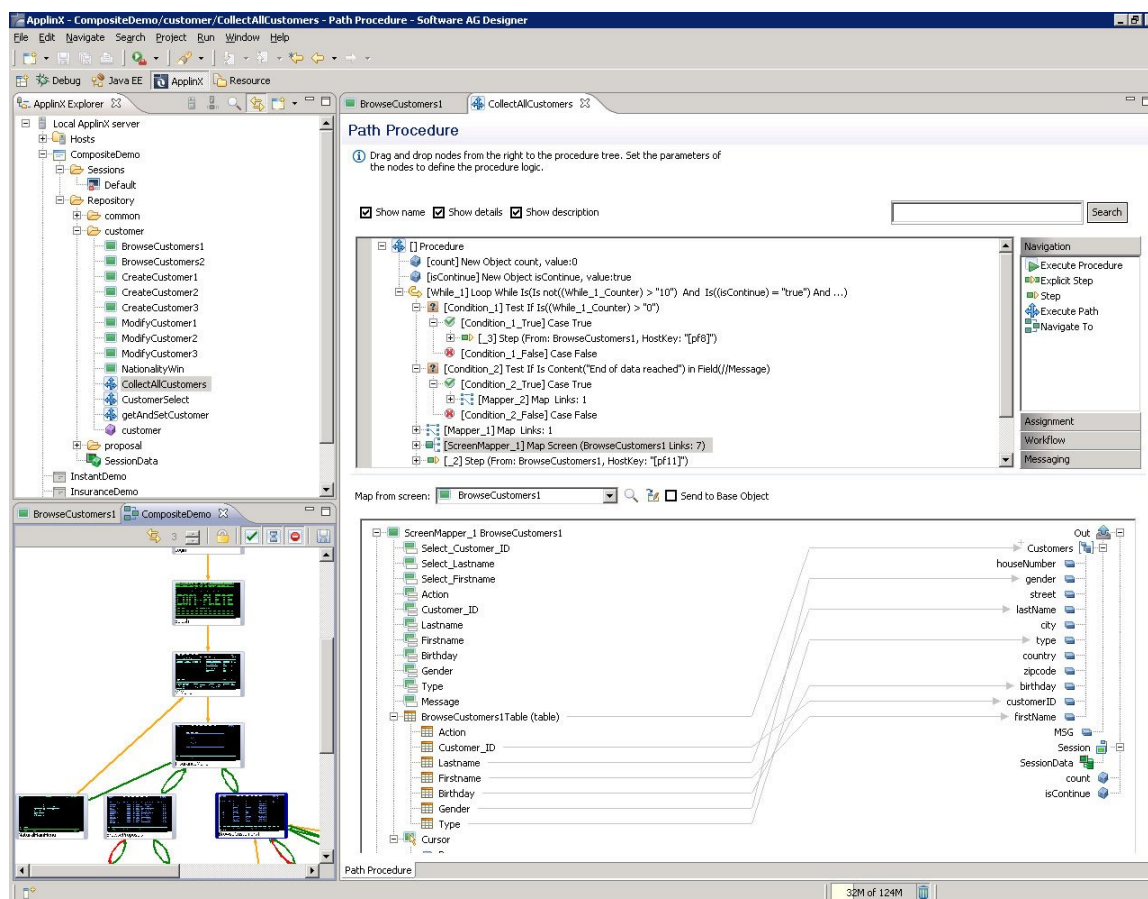 ApplinX - CompositeDemo/customer/CollectAllCustomers - Path Procedure - Software AG Designer
File Edit Navigate Search Project Run Window Help
Debug Java EE ApplinX Resource
ApplinX Explorer
Local ApplinX server
Hosts
CompositeDemo
Sessions
Default
Repository
common
customer
BrowseCustomers1
BrowseCustomers2
CreateCustomer1
CreateCustomer2
CreateCustomer3
ModifyCustomer1
ModifyCustomer2
ModifyCustomer3
NationalityWin
CollectAllCustomers
CustomerSelect
getAndSetCustomer
customer
proposal
SessionData
InstantDemo
InsuranceDemo
BrowseCustomers1 CompositeDemo
3
COM-PLETE
BrowseCustomers1 CollectAllCustomers
Path Procedure
Drag and drop nodes from the right to the procedure tree. Set the parameters of
the nodes to define the procedure logic.
Show name Show details Show description
Search
[] Procedure
[count] New Object count, value:0
[isContinue] New Object isContinue, value:true
[While_1] Loop While Is(Is not((While_1_Counter) > "10") And Is((isContinue) = "true") And ...)
[Condition_1] Test If Is((While_1_Counter) > "0")
[Condition_1_True] Case True
[_3] Step (From: BrowseCustomers1, HostKey: "[pf8]")
[Condition_1_False] Case False
[Condition_2] Test If Is Content("End of data reached") in Field(//Message)
[Condition_2_True] Case True
[Mapper_2] Map Links: 1
[Condition_2_False] Case False
[Mapper_1] Map Links: 1
[ScreenMapper_1] Map Screen (BrowseCustomers1 Links: 7)
[_2] Step (From: BrowseCustomers1, HostKey: "[pf11]")
Navigation
Execute Procedure
Explicit Step
Step
Execute Path
Navigate To
Assignment
Workflow
Messaging
Map from screen: BrowseCustomers1 Send to Base Object
ScreenMapper_1 BrowseCustomers1
Select_Customer_ID
Select_Lastname
Select_Firstname
Action
Customer_ID
Lastname
Firstname
Birthday
Gender
Type
Message
BrowseCustomers1Table (table)
Action
Customer_ID
Lastname
Firstname
Birthday
Gender
Type
Cursor
Out
Customers
houseNumber
gender
street
lastName
city
type
country
zipcode
birthday
customerID
firstName
MSG
Session
SessionData
count
isContinue
Path Procedure
32M of 124M